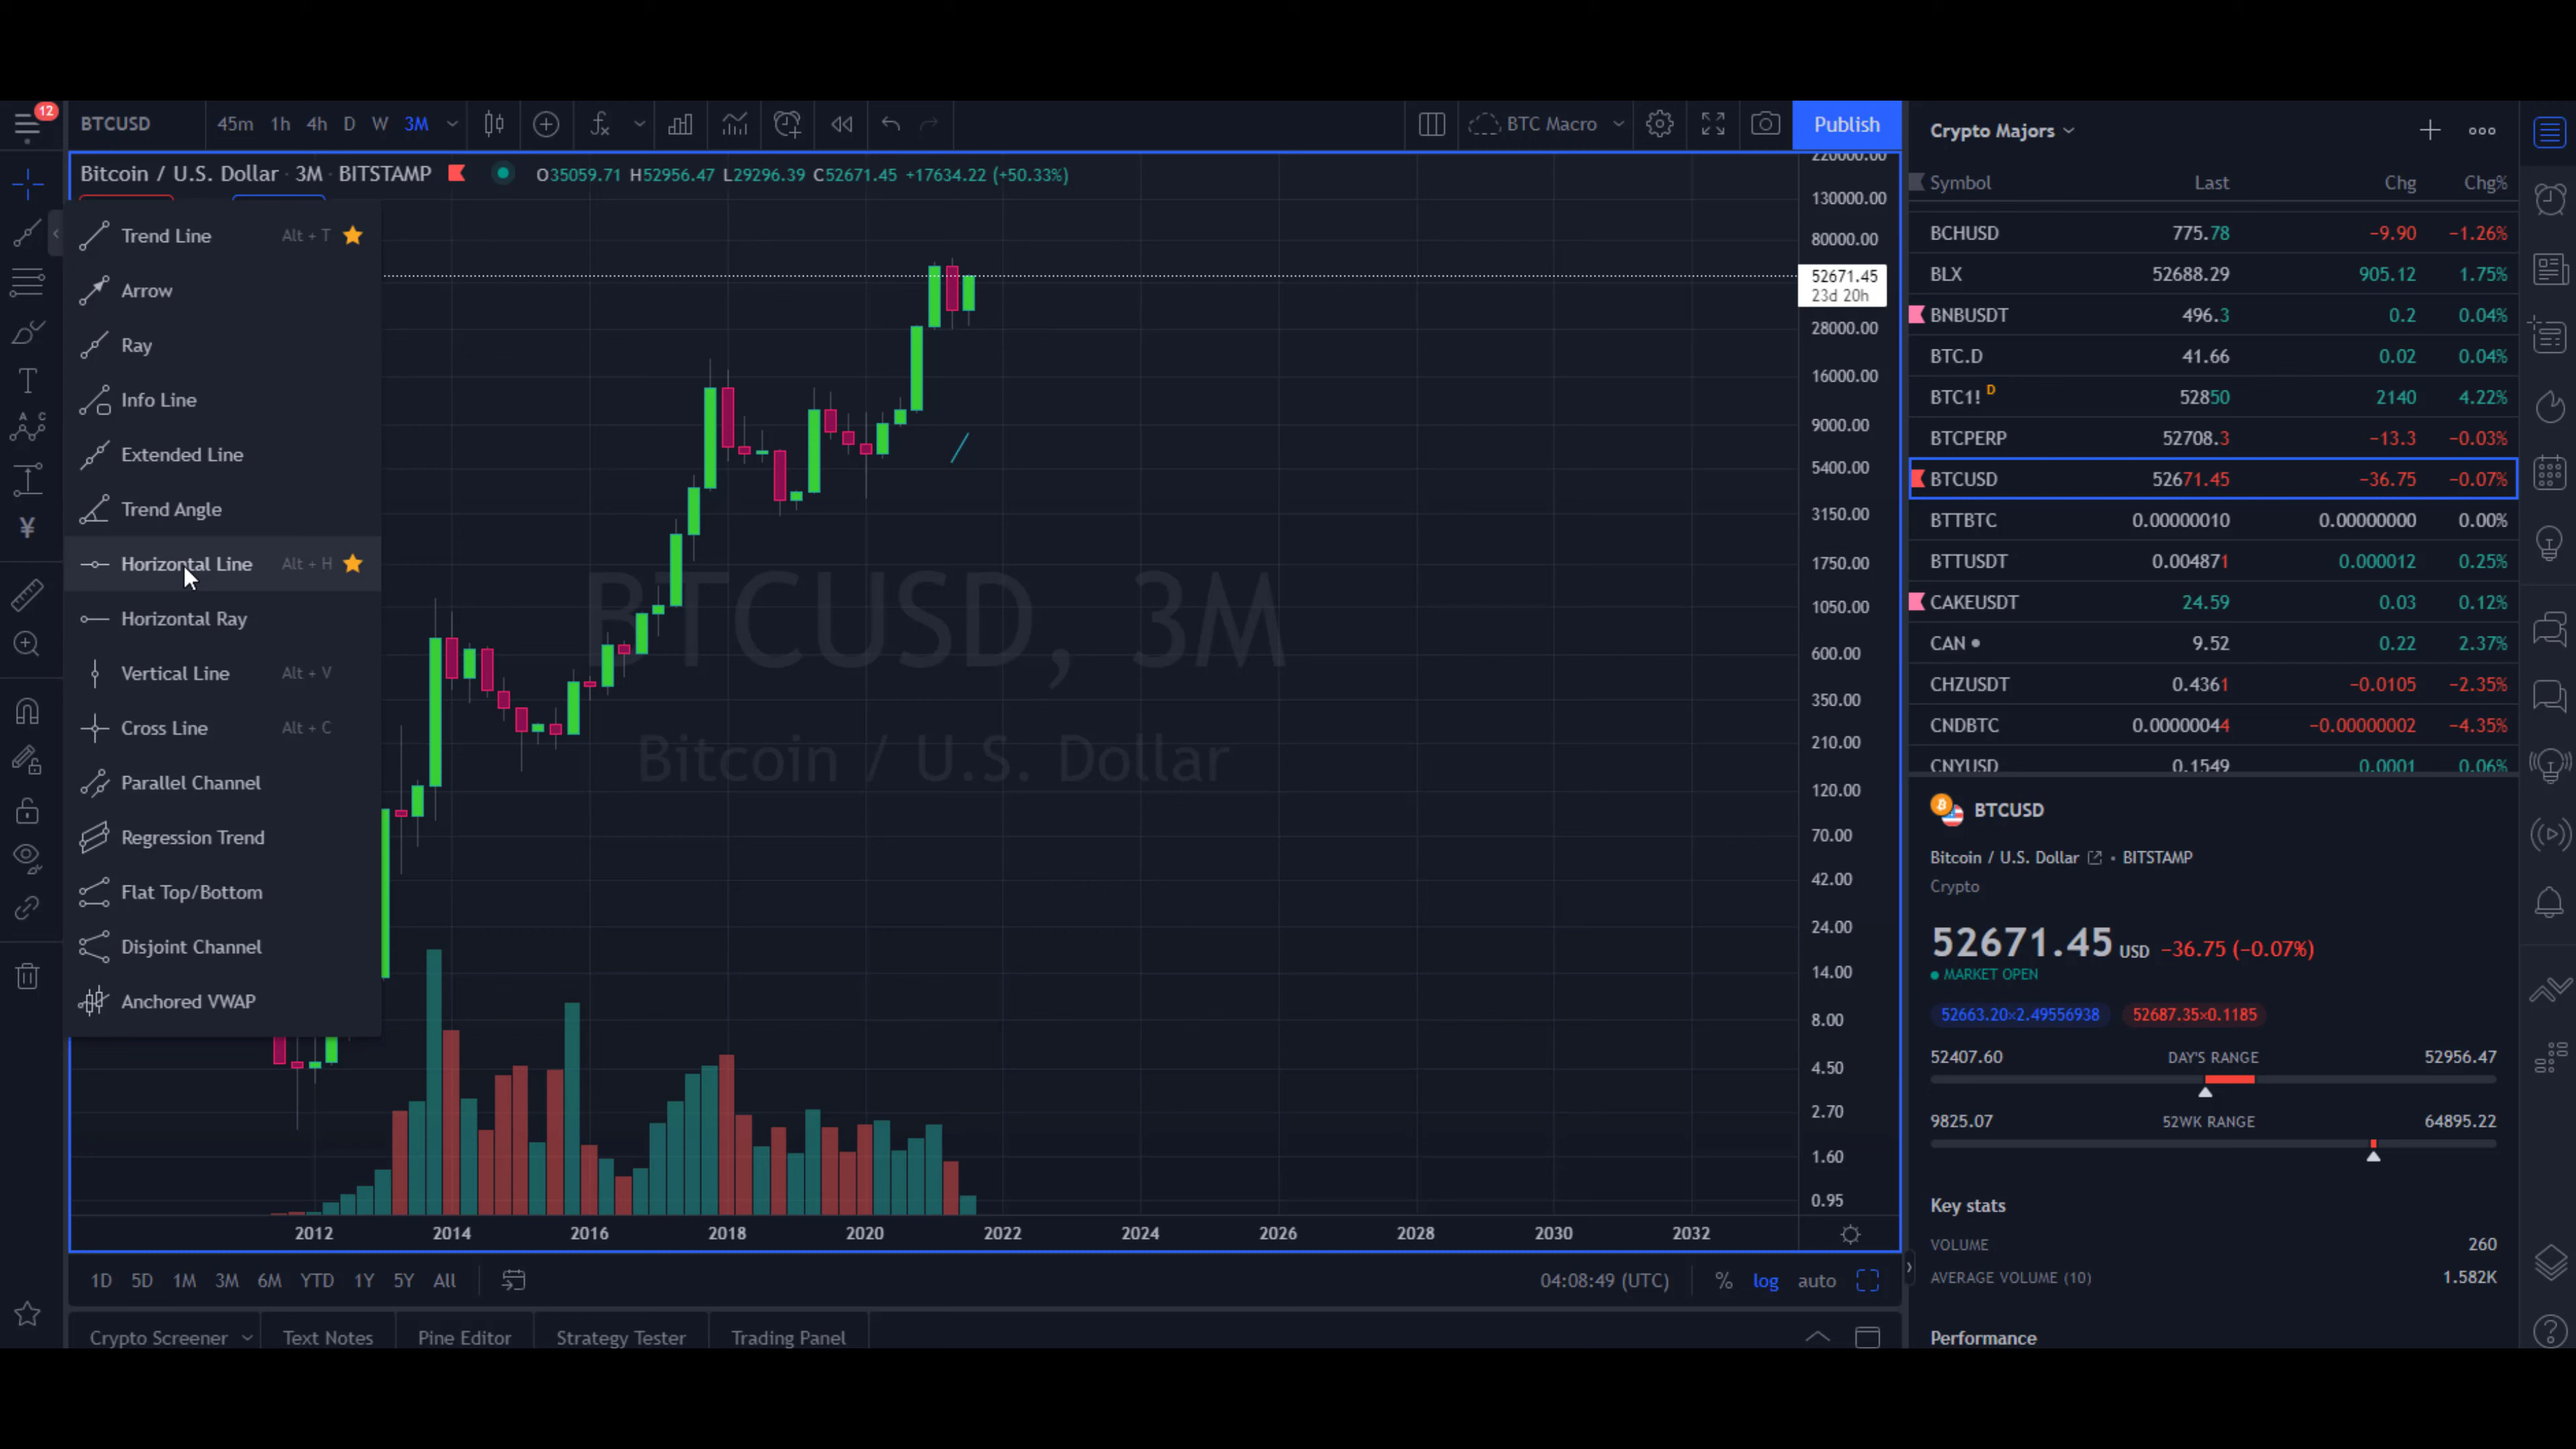 12
BTCUSD 45m 1h 4h D W 3M BTC Macro Publish
Bitcoin / U.S. Dollar · 3M · BITSTAMP O35059.71 H52956.47 L29296.39 C52671.45 +17634.22 (+50.33%)
Trend Line Alt + T
Arrow
Ray
Info Line
Extended Line
Trend Angle
Horizontal Line Alt + H
Horizontal Ray
Vertical Line Alt + V
Cross Line Alt + C
Parallel Channel
Regression Trend
Flat Top/Bottom
Disjoint Channel
Anchored VWAP
BTCUSD, 3M
Bitcoin / U.S. Dollar
220000.00
130000.00
80000.00
52671.45
23d 20h
28000.00
16000.00
9000.00
5400.00
3150.00
1750.00
1050.00
600.00
350.00
210.00
120.00
70.00
42.00
24.00
14.00
8.00
4.50
2.70
1.60
0.95
2012 2014 2016 2018 2020 2022 2024 2026 2028 2030 2032
1D 5D 1M 3M 6M YTD 1Y 5Y All 04:08:49 (UTC) % log auto
Crypto Screener Text Notes Pine Editor Strategy Tester Trading Panel
Crypto Majors
Symbol Last Chg Chg%
BCHUSD 775.78 −9.90 −1.26%
BLX 52688.29 905.12 1.75%
BNBUSDT 496.3 0.2 0.04%
BTC.D 41.66 0.02 0.04%
BTC1! D 52850 2140 4.22%
BTCPERP 52708.3 −13.3 −0.03%
BTCUSD 52671.45 −36.75 −0.07%
BTTBTC 0.00000010 0.00000000 0.00%
BTTUSDT 0.004871 0.000012 0.25%
CAKEUSDT 24.59 0.03 0.12%
CAN 9.52 0.22 2.37%
CHZUSDT 0.4361 −0.0105 −2.35%
CNDBTC 0.00000044 −0.00000002 −4.35%
CNYUSD 0.1549 0.0001 0.06%
BTCUSD
Bitcoin / U.S. Dollar • BITSTAMP
Crypto
52671.45 USD −36.75 (−0.07%)
MARKET OPEN
52663.20×2.49556938 52687.35×0.1185
52407.60 DAY'S RANGE 52956.47
9825.07 52WK RANGE 64895.22
Key stats
VOLUME 260
AVERAGE VOLUME (10) 1.582K
Performance